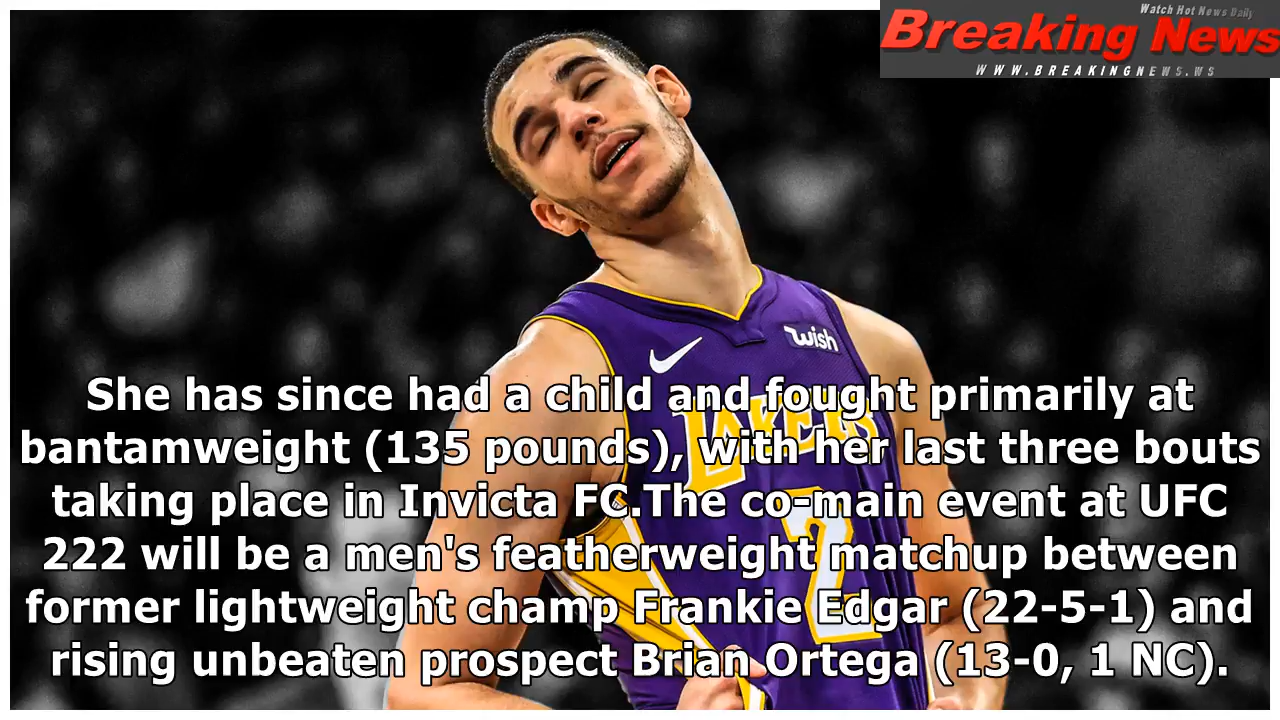 Watch Hot News Daily
Breaking News
WWW.BREAKINGNEWS.WS
wish
LAKERS
2
She has since had a child and fought primarily at
bantamweight (135 pounds), with her last three bouts
taking place in Invicta FC.The co-main event at UFC
222 will be a men's featherweight matchup between
former lightweight champ Frankie Edgar (22-5-1) and
rising unbeaten prospect Brian Ortega (13-0, 1 NC).